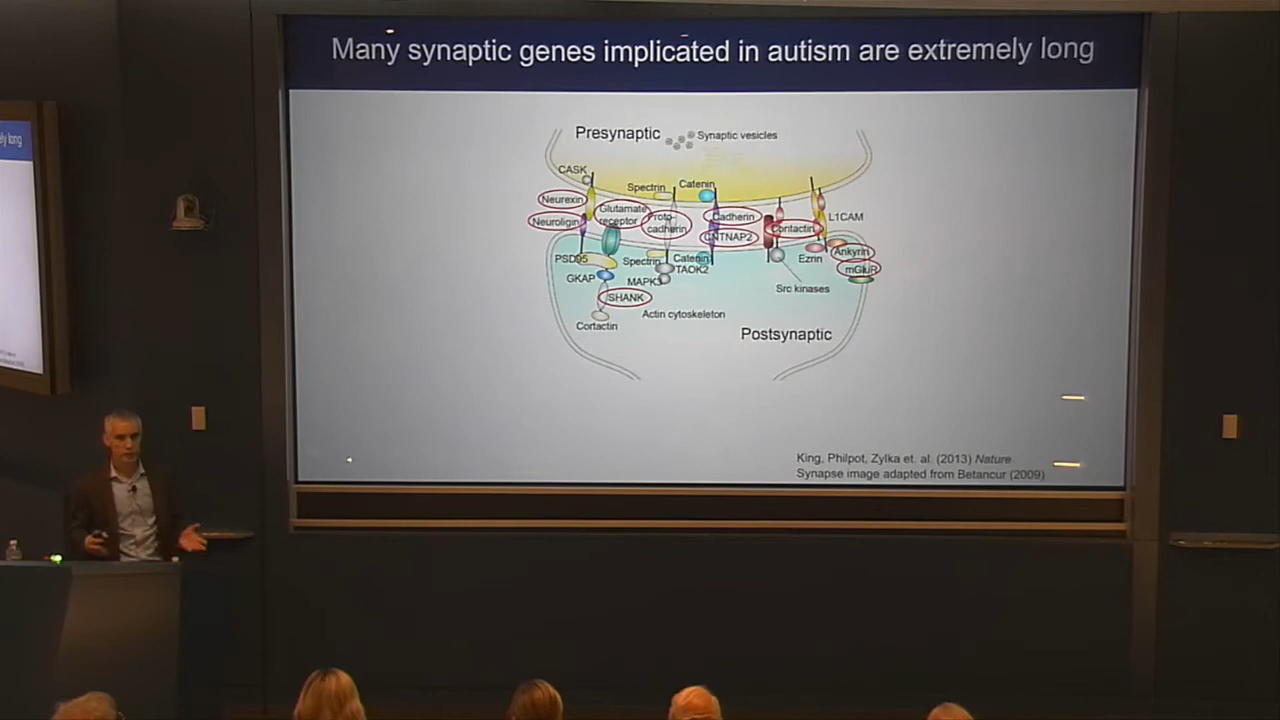 Many synaptic genes implicated in autism are extremely long
ely long
Presynaptic
Synaptic vesicles
CASK
Spectrin
Catenin
Neurexin
Glutamate
receptor
Proto
cadherin
Cadherin
L1CAM
Neuroligin
Contactin
CNTNAP2
Ankyrin
PSD95
Spectrin
Catenin
Ezrin
mGluR
TAOK2
GKAP
MAPK3
Src kinases
SHANK
Actin cytoskeleton
Cortactin
Postsynaptic
King, Philpot, Zylka et. al. (2013) Nature
Synapse image adapted from Betancur (2009)